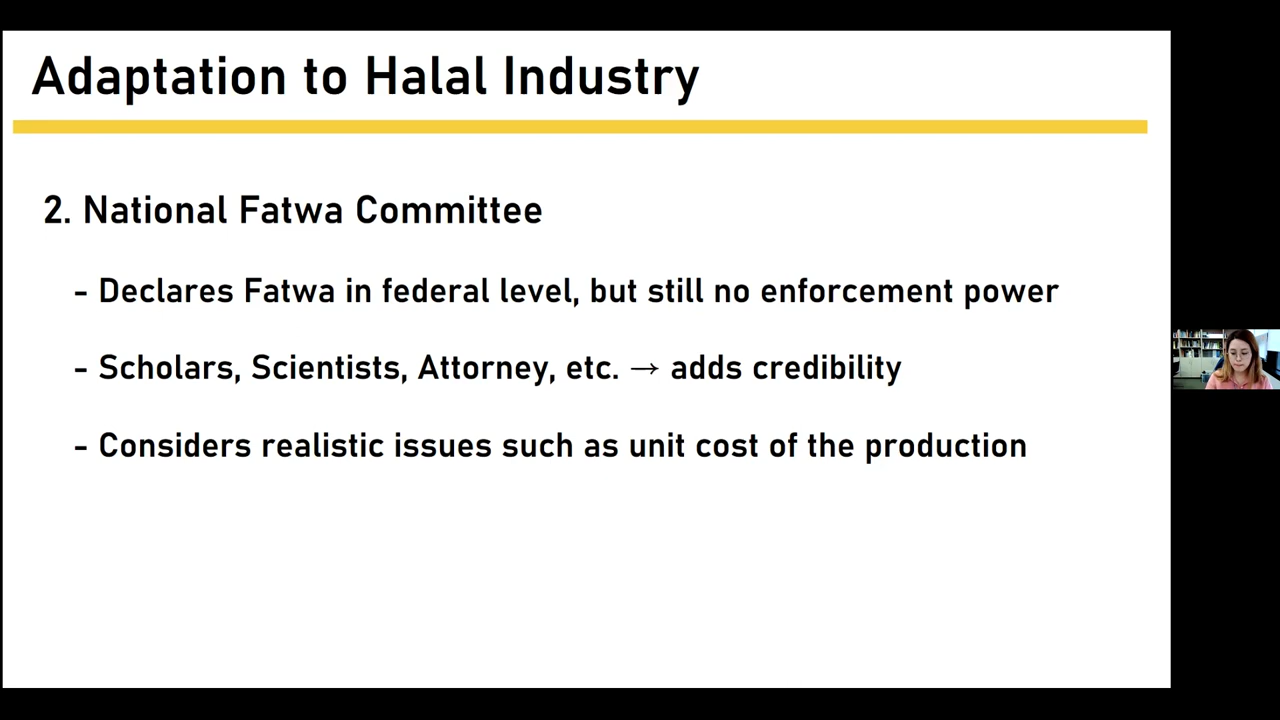 Adaptation to Halal Industry
2. National Fatwa Committee
- Declares Fatwa in federal level, but still no enforcement power
- Scholars, Scientists, Attorney, etc. → adds credibility
- Considers realistic issues such as unit cost of the production